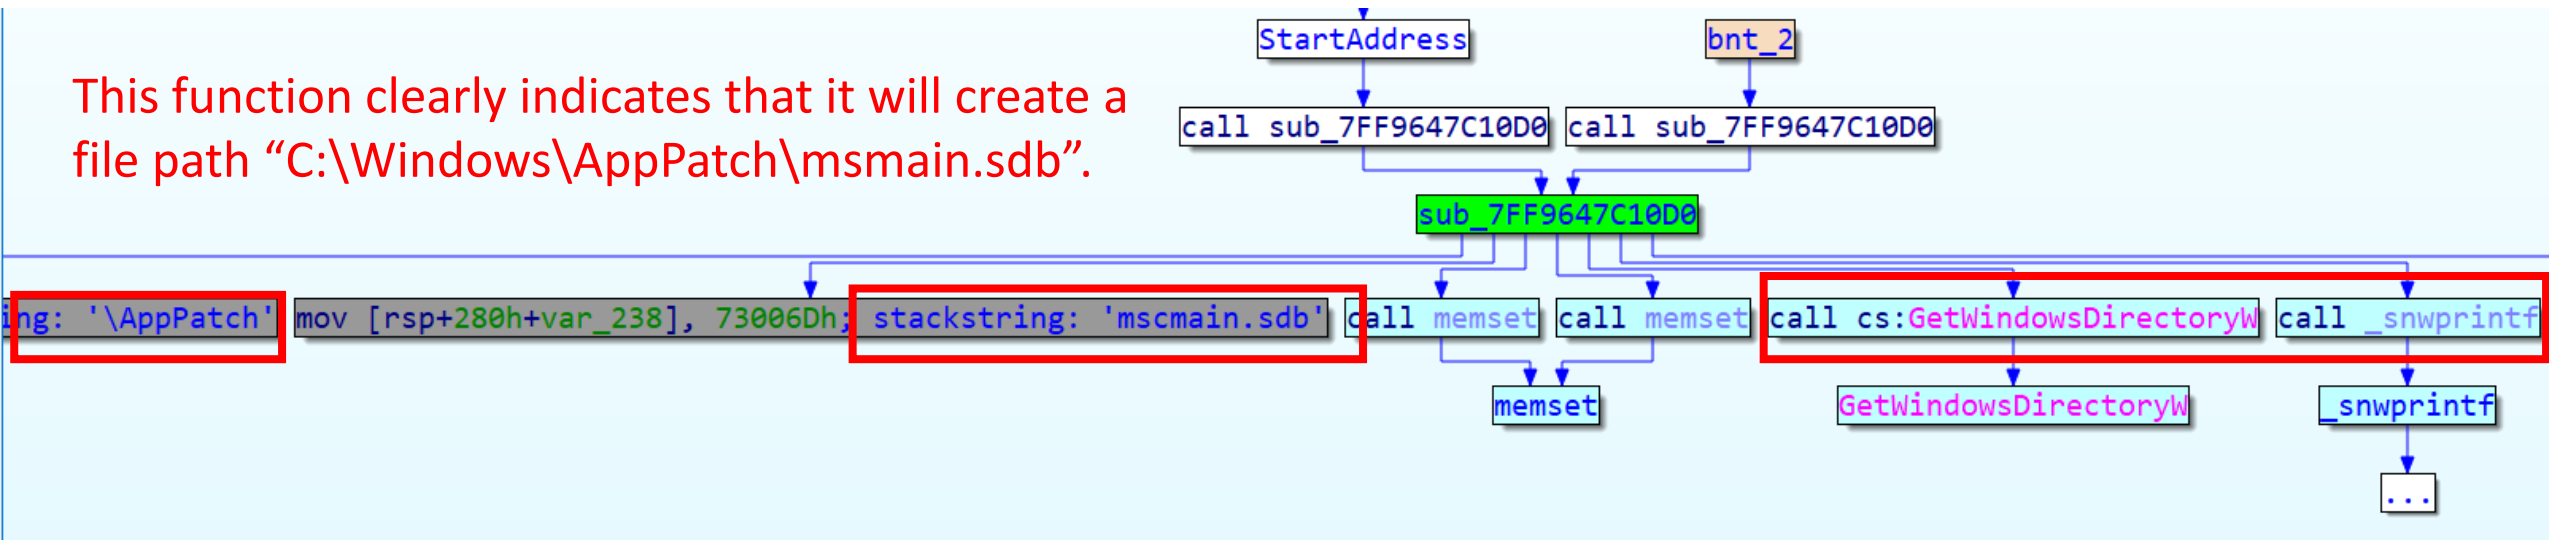 StartAddress
bnt_2
This function clearly indicates that it will create a
file path “C:\Windows\AppPatch\msmain.sdb”.
call sub_7FF9647C10D0
call sub_7FF9647C10D0
sub_7FF9647C10D0
ing: '\AppPatch'
mov [rsp+280h+var_238], 73006Dh; stackstring: 'mscmain.sdb'
call memset
call memset
call cs:GetWindowsDirectoryW
call _snwprintf
memset
GetWindowsDirectoryW
_snwprintf
...